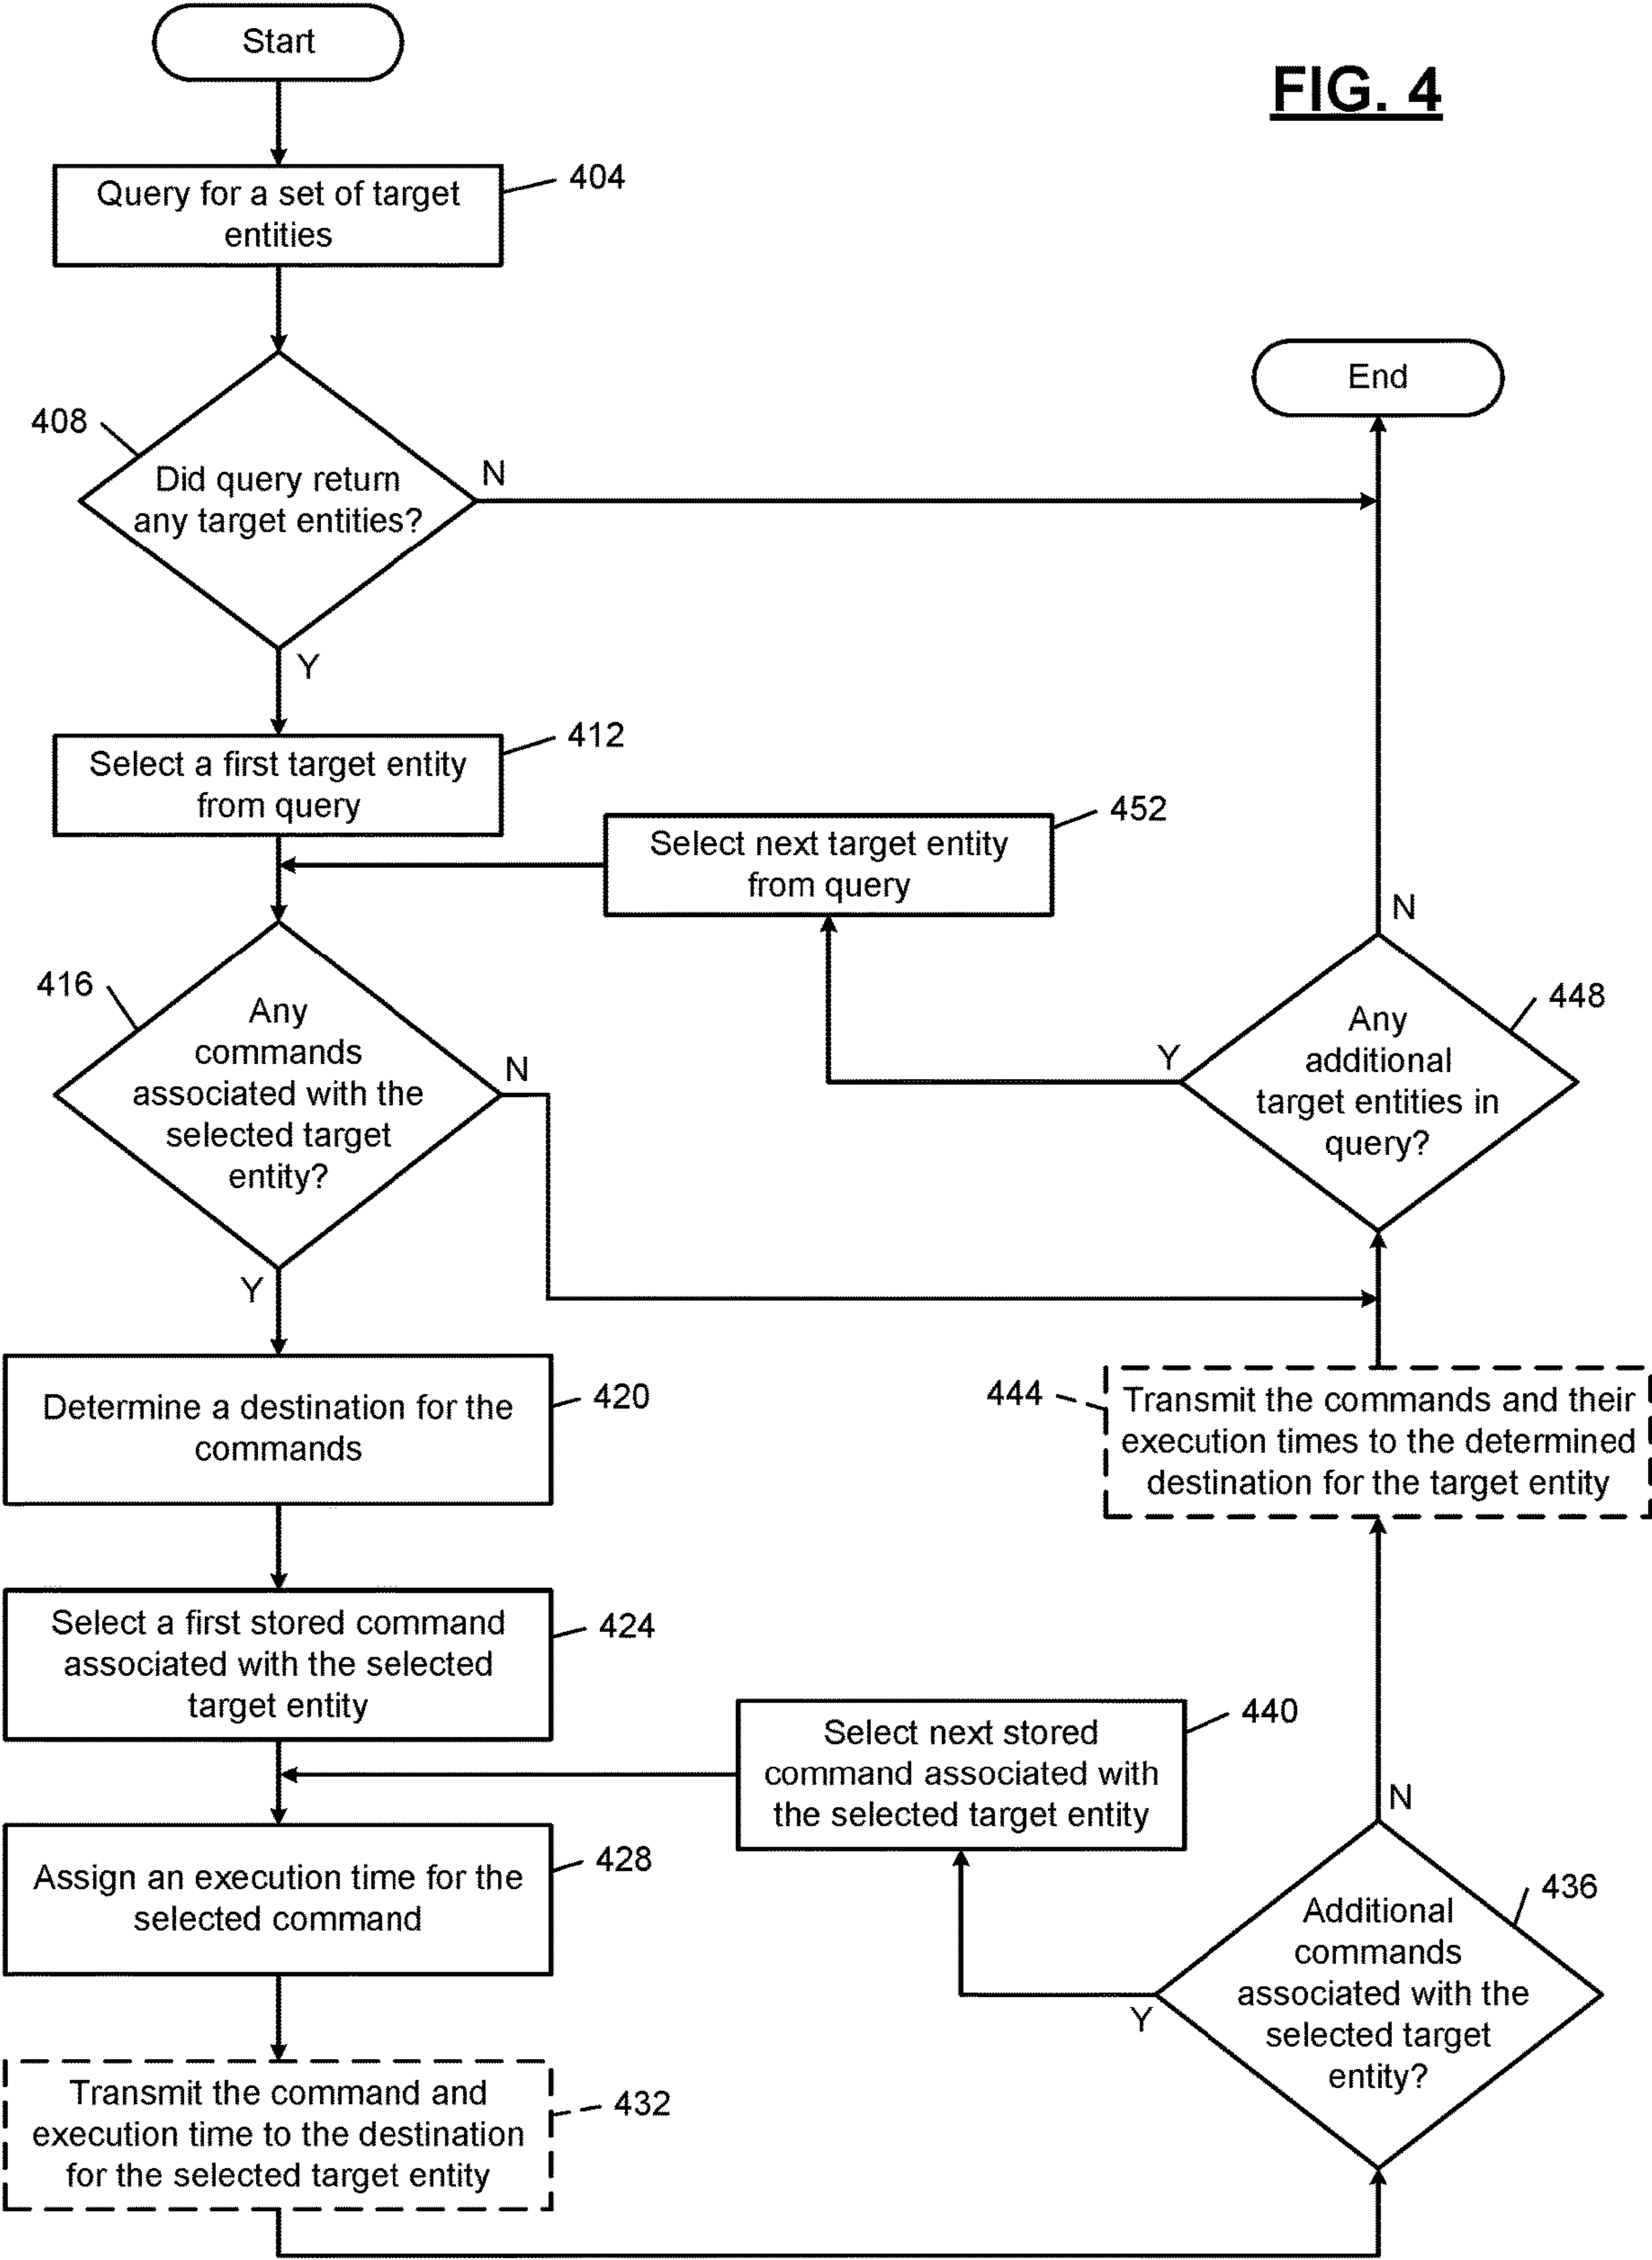 Start
FIG. 4
404
Query for a set of target
entities
End
408
Did query return
any target entities?
N
Y
412
Select a first target entity
from query
452
Select next target entity
from query
N
416
Any
commands
associated with the
selected target
entity?
N
Y
448
Any
additional
target entities in
query?
Y
Determine a destination for the
commands
420
444
Transmit the commands and their
execution times to the determined
destination for the target entity
Select a first stored command
associated with the selected
target entity
424
Select next stored
command associated with
the selected target entity
440
N
Assign an execution time for the
selected command
428
436
Additional
commands
associated with the
selected target
entity?
Y
Transmit the command and
execution time to the destination
for the selected target entity
432